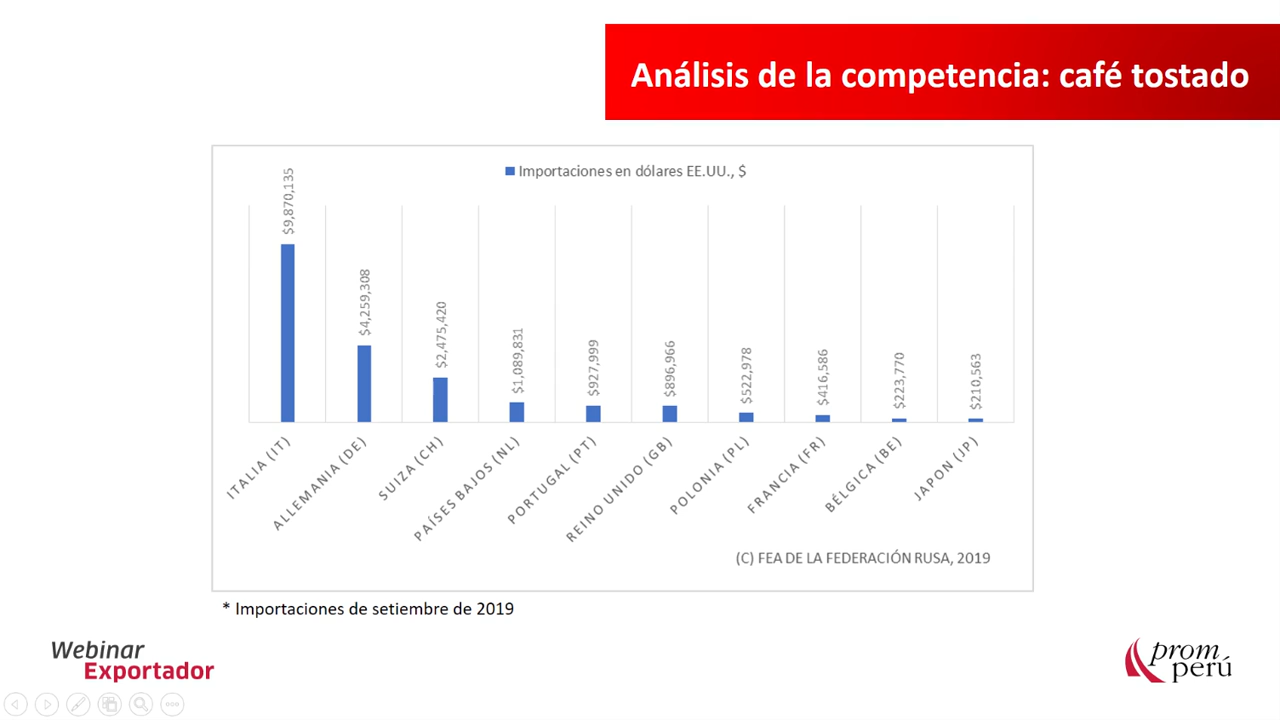 Análisis de la competencia: café tostado
Importaciones en dólares EE.UU., $
$9,870,135
$4,259,308
$2,475,420
$1,089,831
$927,999
$896,966
$522,978
$416,586
$223,770
$210,563
ITALIA (IT)
ALLEMANIA (DE)
SUIZA (CH)
PAÍSES BAJOS (NL)
PORTUGAL (PT)
REINO UNIDO (GB)
POLONIA (PL)
FRANCIA (FR)
BÉLGICA (BE)
JAPON (JP)
(C) FEA DE LA FEDERACIÓN RUSA, 2019
* Importaciones de setiembre de 2019
Webinar
Exportador
prom
perú